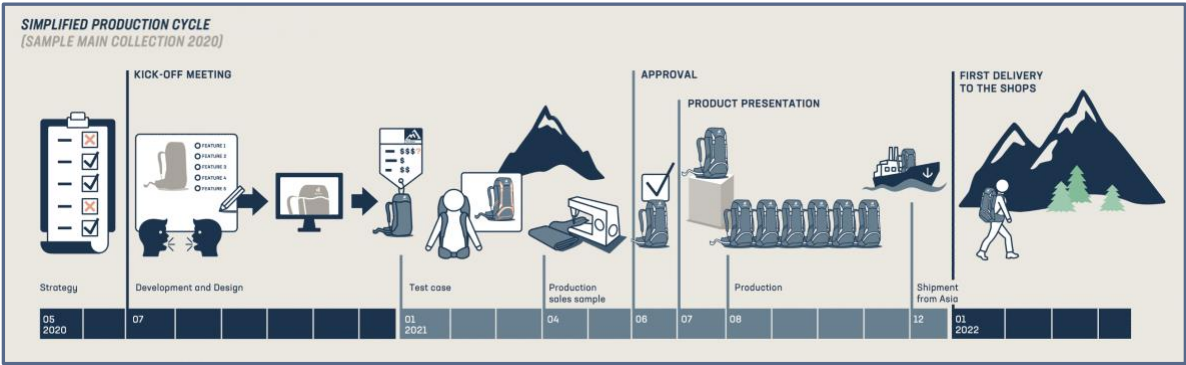 SIMPLIFIED PRODUCTION CYCLE
(SAMPLE MAIN COLLECTION 2020)
KICK-OFF MEETING
APPROVAL
PRODUCT PRESENTATION
FIRST DELIVERY
TO THE SHOPS
FEATURE 1
FEATURE 2
FEATURE 3
FEATURE 4
FEATURE 5
$$$?
$
$$
Strategy
Development and Design
Test case
Production
sales sample
Production
Shipment
from Asia
05
2020
07
01
2021
04
06
07
08
12
01
2022